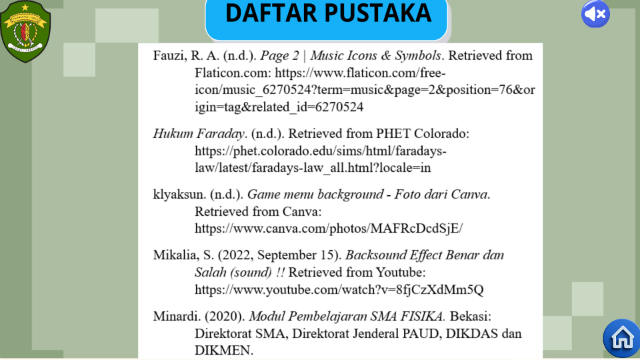 DAFTAR PUSTAKA
Fauzi, R. A. (n.d.). Page 2 | Music Icons & Symbols. Retrieved from
Flaticon.com: https://www.flaticon.com/free-
icon/music_6270524?term=music&page=2&position=76&or
igin=tag&related_id=6270524
Hukum Faraday. (n.d.). Retrieved from PHET Colorado:
https://phet.colorado.edu/sims/html/faradays-
law/latest/faradays-law_all.html?locale=in
klyaksun. (n.d.). Game menu background - Foto dari Canva.
Retrieved from Canva:
https://www.canva.com/photos/MAFRcDcdSjE/
Mikalia, S. (2022, September 15). Backsound Effect Benar dan
Salah (sound) !! Retrieved from Youtube:
https://www.youtube.com/watch?v=8fjCzXdMm5Q
Minardi. (2020). Modul Pembelajaran SMA FISIKA. Bekasi:
Direktorat SMA, Direktorat Jenderal PAUD, DIKDAS dan
DIKMEN.